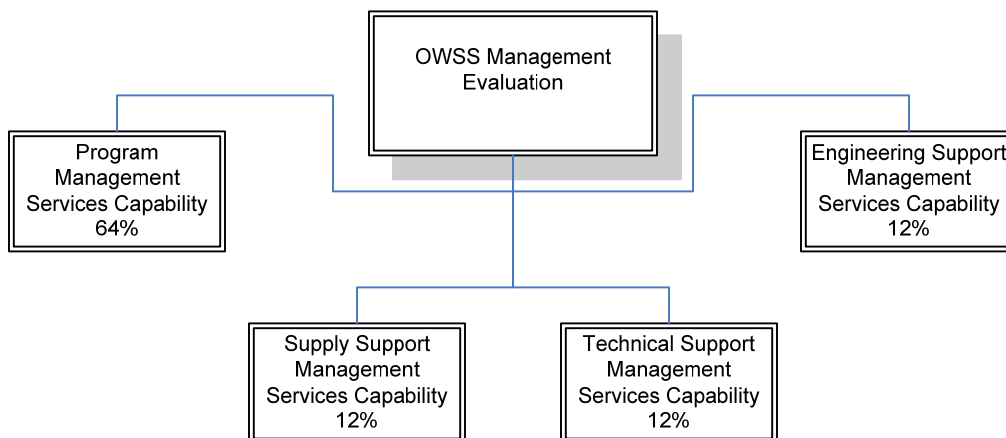 OWSS Management
Evaluation
Program
Management
Services Capability
64%
Engineering Support
Management
Services Capability
12%
Supply Support
Management
Services Capability
12%
Technical Support
Management
Services Capability
12%